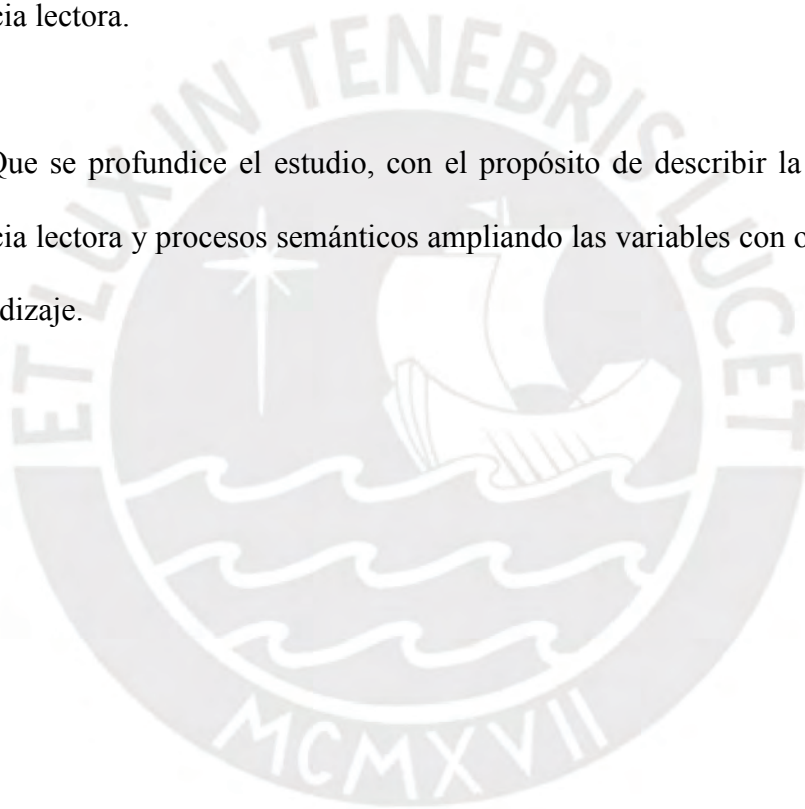 cia lectora.
Que se profundice el estudio, con el propósito de describir la
cia lectora y procesos semánticos ampliando las variables con o
dizaje.
ET LUX IN TENEBRIS LUCET
MCMXVII